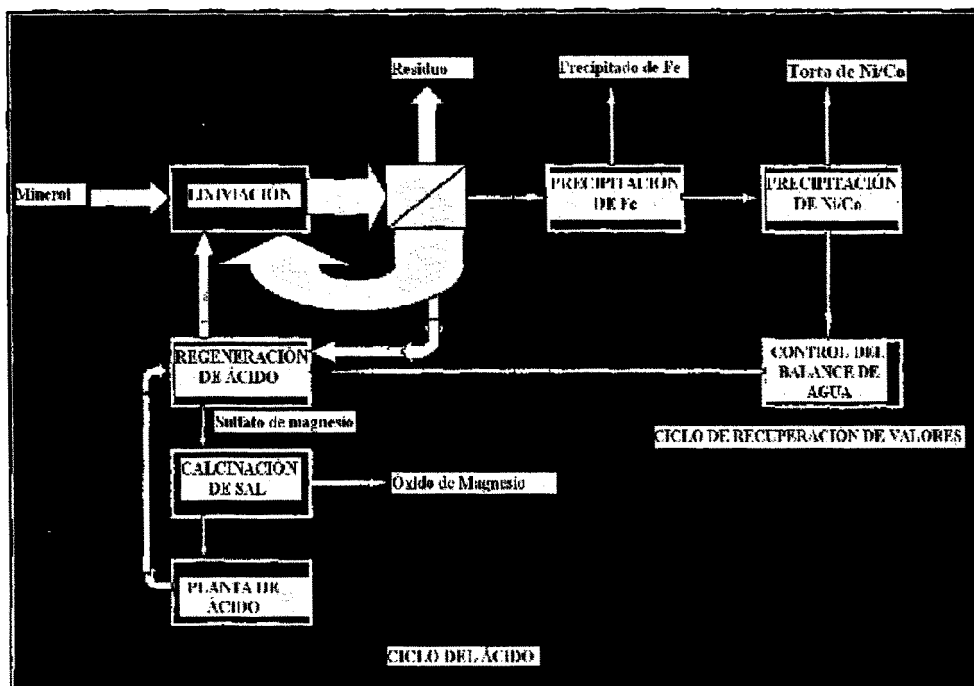 Residuo
Precipitado de Fe
Torta de Ni/Co
Mineral
LIXIVIACIÓN
PRECIPITACIÓN
DE Fe
PRECIPITACIÓN
DE Ni/Co
REGENERACIÓN
DE ÁCIDO
CONTROL DEL
BALANCE DE
AGUA
Sulfato de magnesio
CICLO DE RECUPERACIÓN DE VALORES
CALCINACIÓN
DE SAL
Óxido de Magnesio
PLANTA DE
ÁCIDO
CICLO DEL ÁCIDO